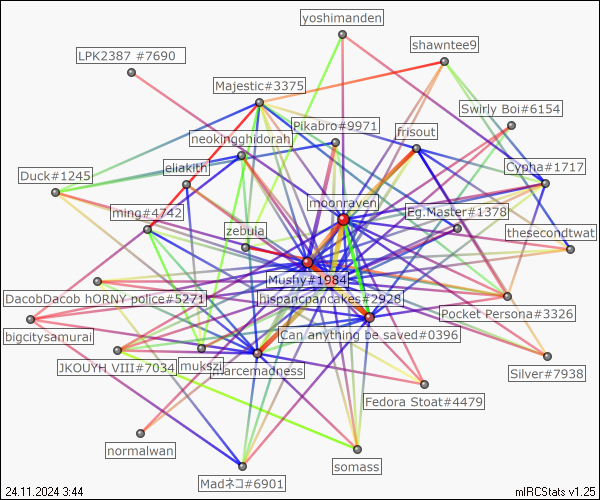 yoshimanden
shawntee9
LPK2387 #7690
Majestic#3375
Swirly Boi#6154
Pikabro#9971
frisout
neokingghidorah
Cypha#1717
eliakith
Duck#1245
moonraven
Eg.Master#1378
ming#4742
zebula
thesecondtwat
Mushy#1984
DacobDacob hORNY police#5271
hispancpancakes#2928
Pocket Persona#3326
bigcitysamurai
Can anything be saved#0396
JKOUYH VIII#7034
mukszi
marcemadness
Silver#7938
Fedora Stoat#4479
normalwan
somass
Madネコ#6901
24.11.2024 3:44
mIRCStats v1.25